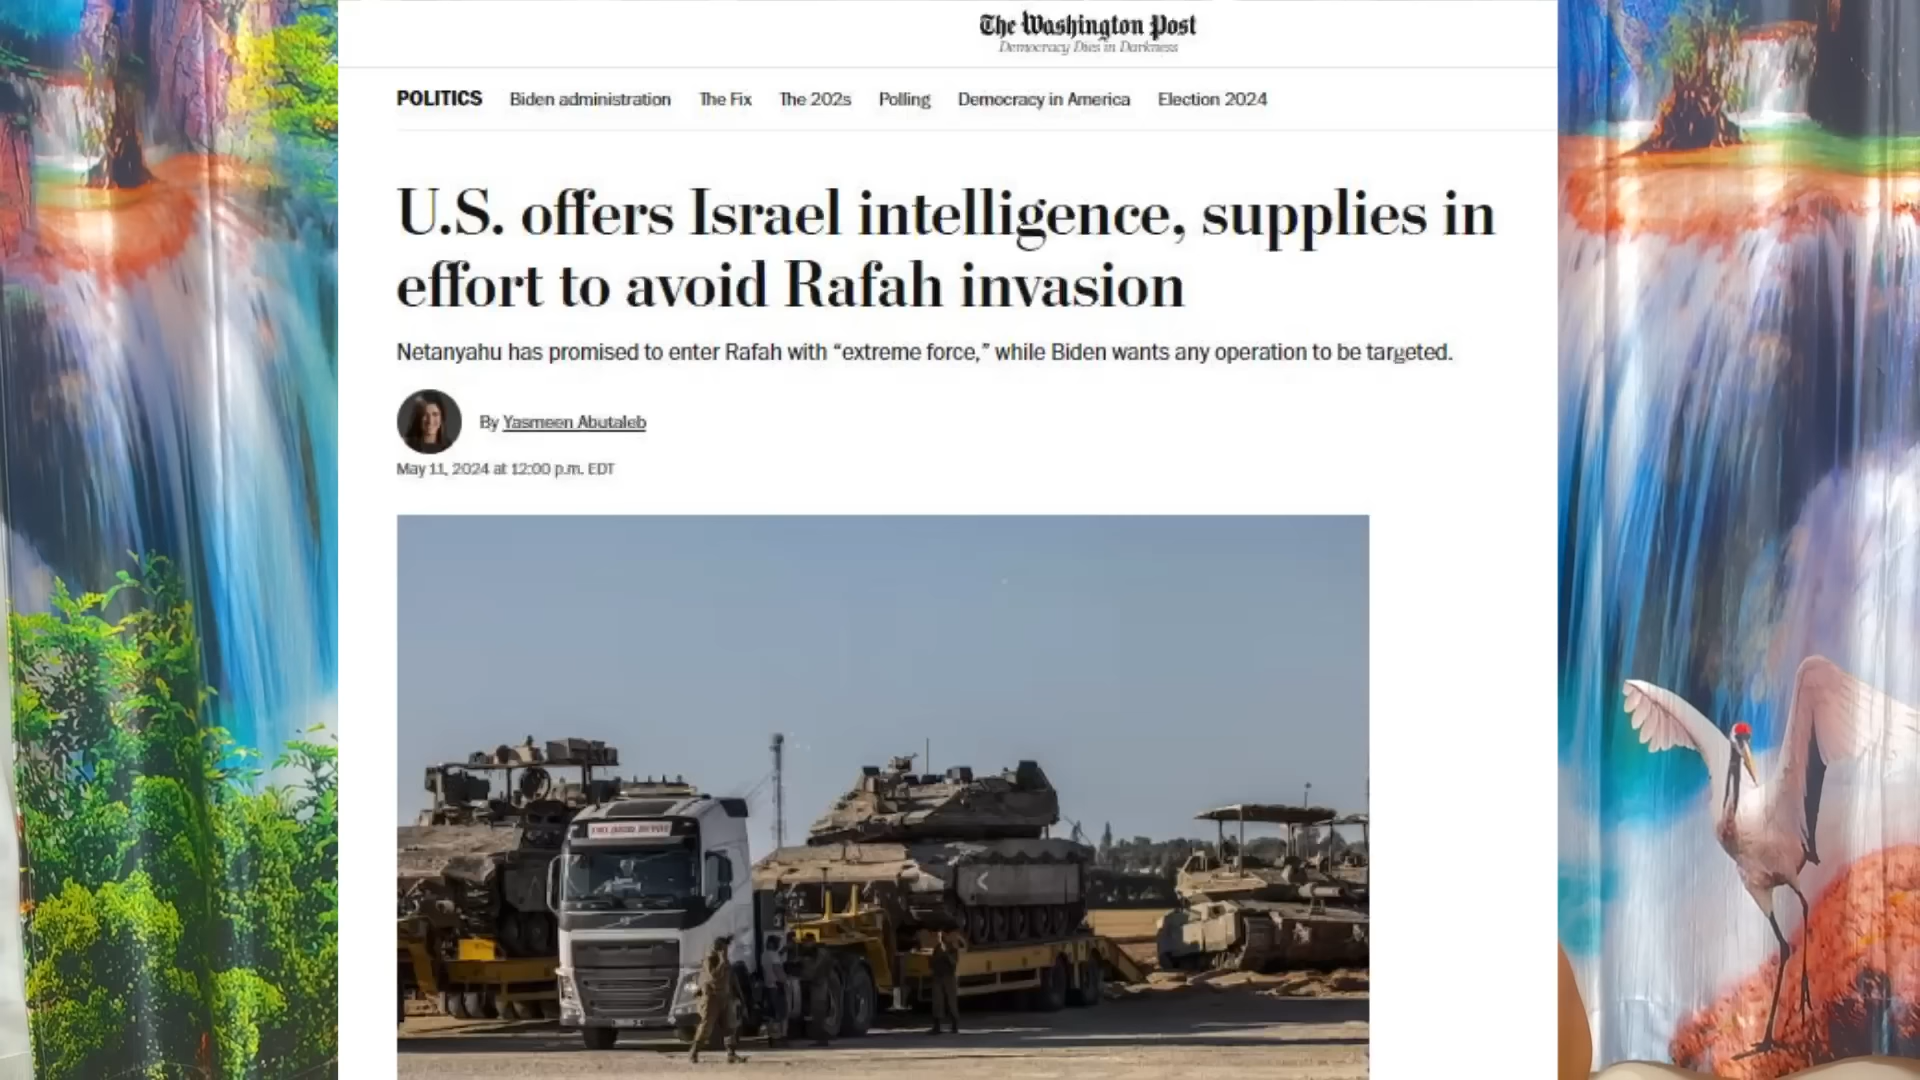 The Washington Post
Democracy Dies in Darkness
POLITICS Biden administration The Fix The 202s Polling Democracy in America Election 2024
U.S. offers Israel intelligence, supplies in
effort to avoid Rafah invasion
Netanyahu has promised to enter Rafah with “extreme force,” while Biden wants any operation to be targeted.
By Yasmeen Abutaleb
May 11, 2024 at 12:00 p.m. EDT